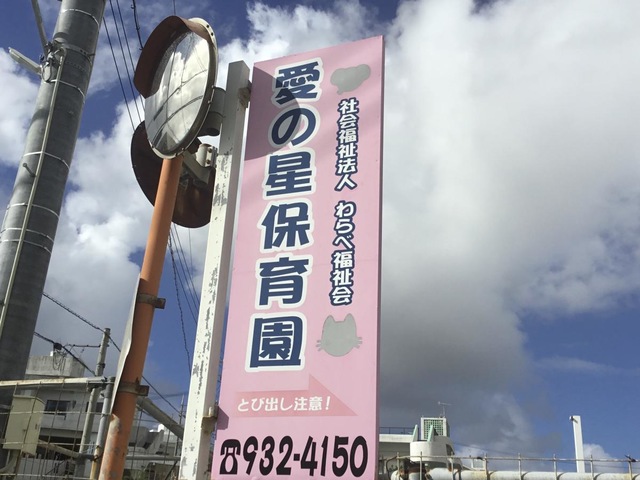 社会福祉法人 わらべ福祉会
愛の星保育園
とび出し注意!
☎932-4150